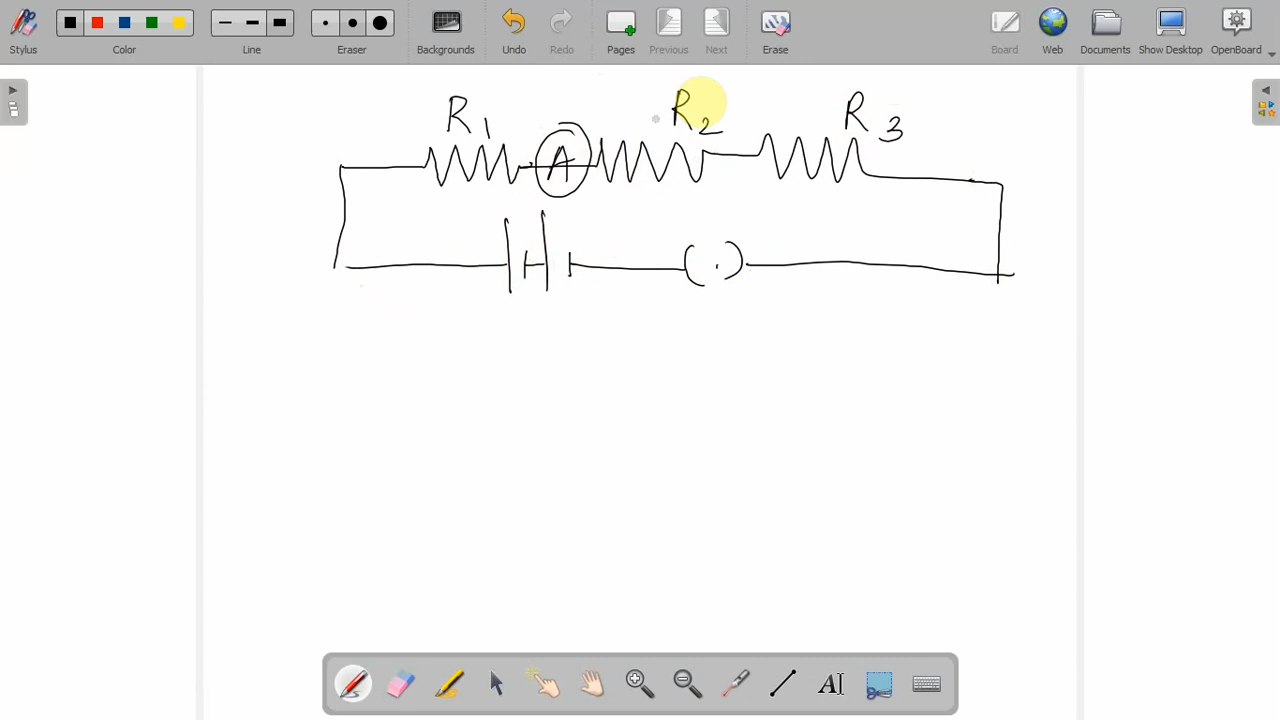 Stylus Color Line Eraser Backgrounds Undo Redo Pages Previous Next Erase Board Web Documents Show Desktop OpenBoard
R1 R2 R3
A